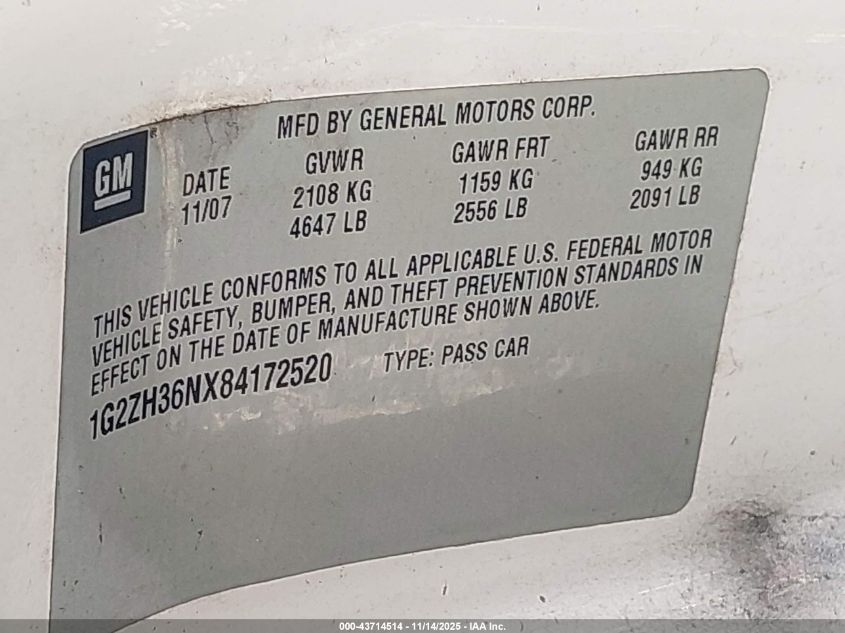 MFD BY GENERAL MOTORS CORP.
GM®
DATE GVWR GAWR FRT GAWR RR
11/07 2108 KG 1159 KG 949 KG
4647 LB 2556 LB 2091 LB
THIS VEHICLE CONFORMS TO ALL APPLICABLE U.S. FEDERAL MOTOR
VEHICLE SAFETY, BUMPER, AND THEFT PREVENTION STANDARDS IN
EFFECT ON THE DATE OF MANUFACTURE SHOWN ABOVE.
1G2ZH36NX84172520 TYPE: PASS CAR
000-43714514 - 11/14/2025 - IAA Inc.